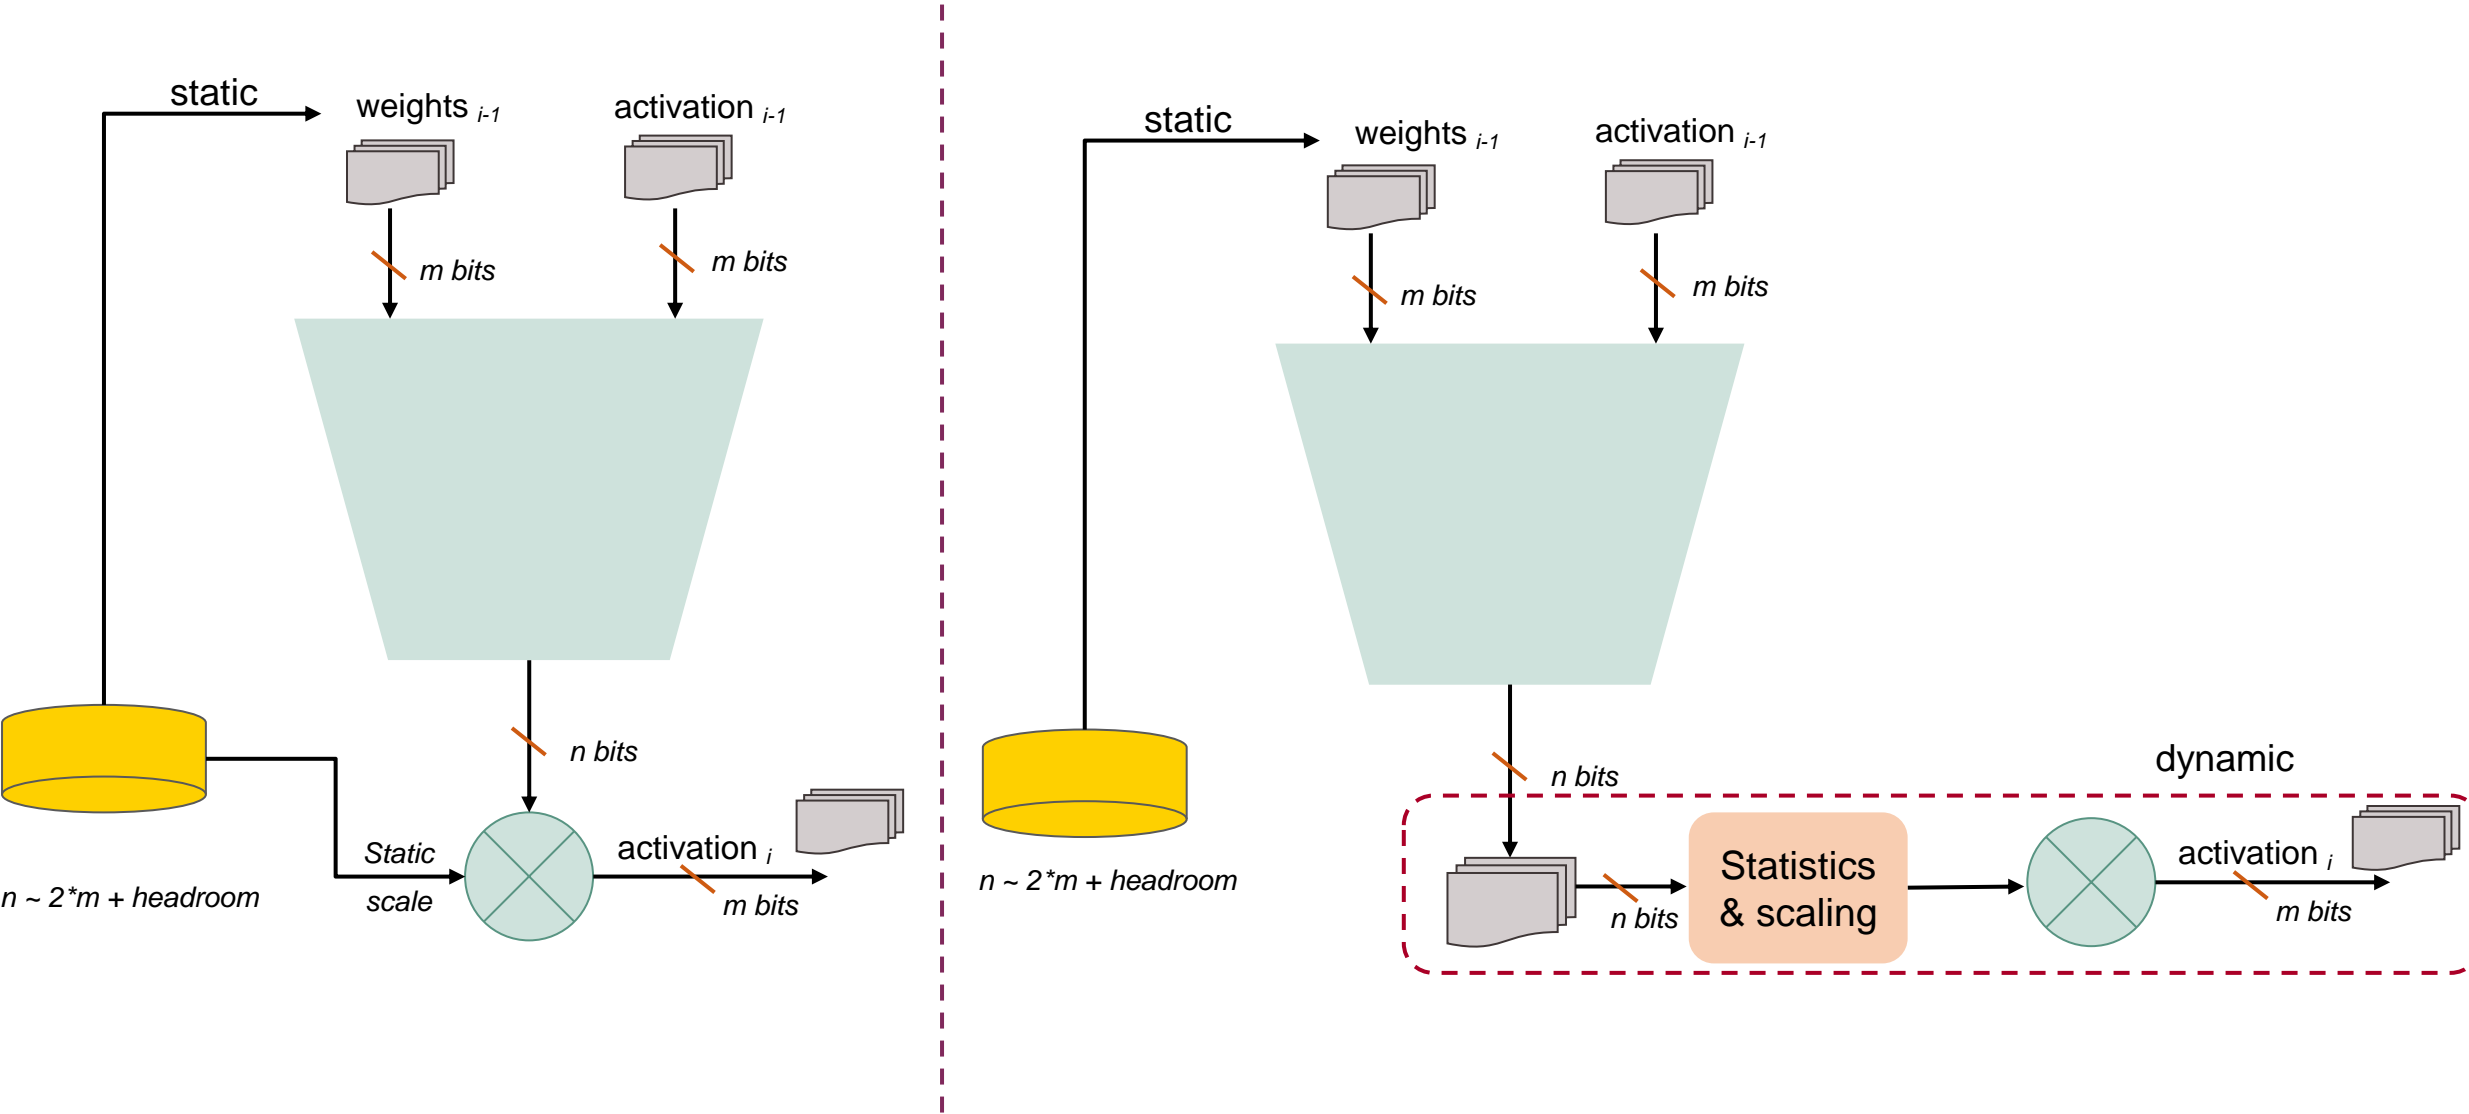 static
weights i-1
activation i-1
m bits
m bits
n bits
Static
scale
activation i
m bits
n ~ 2*m + headroom
static
weights i-1
activation i-1
m bits
m bits
n bits
dynamic
n bits
Statistics
& scaling
activation i
m bits
n ~ 2*m + headroom